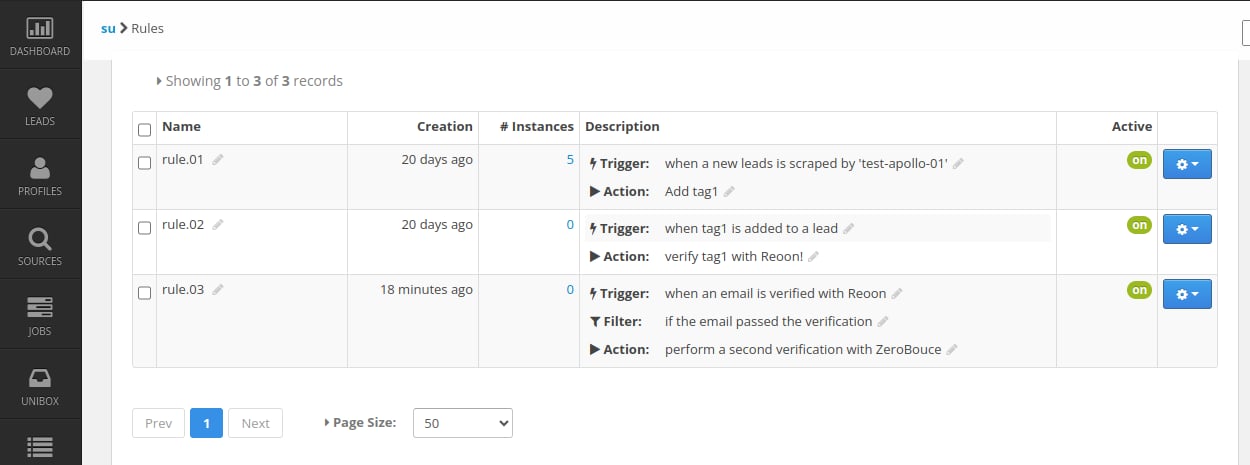 su > Rules
DASHBOARD
LEADS
PROFILES
SOURCES
JOBS
UNIBOX
Showing 1 to 3 of 3 records
Name Creation # Instances Description Active
rule.01 20 days ago 5 Trigger: when a new leads is scraped by 'test-apollo-01' on
Action: Add tag1
rule.02 20 days ago 0 Trigger: when tag1 is added to a lead on
Action: verify tag1 with Reoon!
rule.03 18 minutes ago 0 Trigger: when an email is verified with Reoon on
Filter: if the email passed the verification
Action: perform a second verification with ZeroBouce
Prev 1 Next Page Size: 50